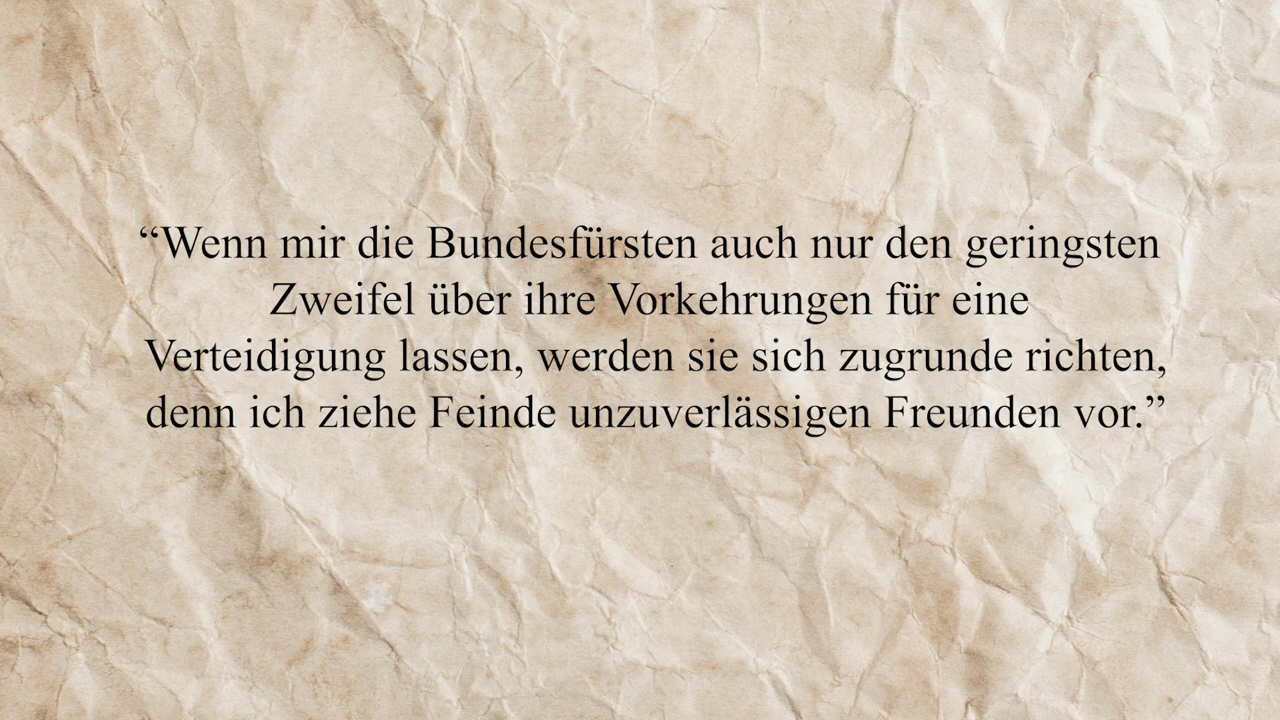 “Wenn mir die Bundesfürsten auch nur den geringsten
Zweifel über ihre Vorkehrungen für eine
Verteidigung lassen, werden sie sich zugrunde richten,
denn ich ziehe Feinde unzuverlässigen Freunden vor.”